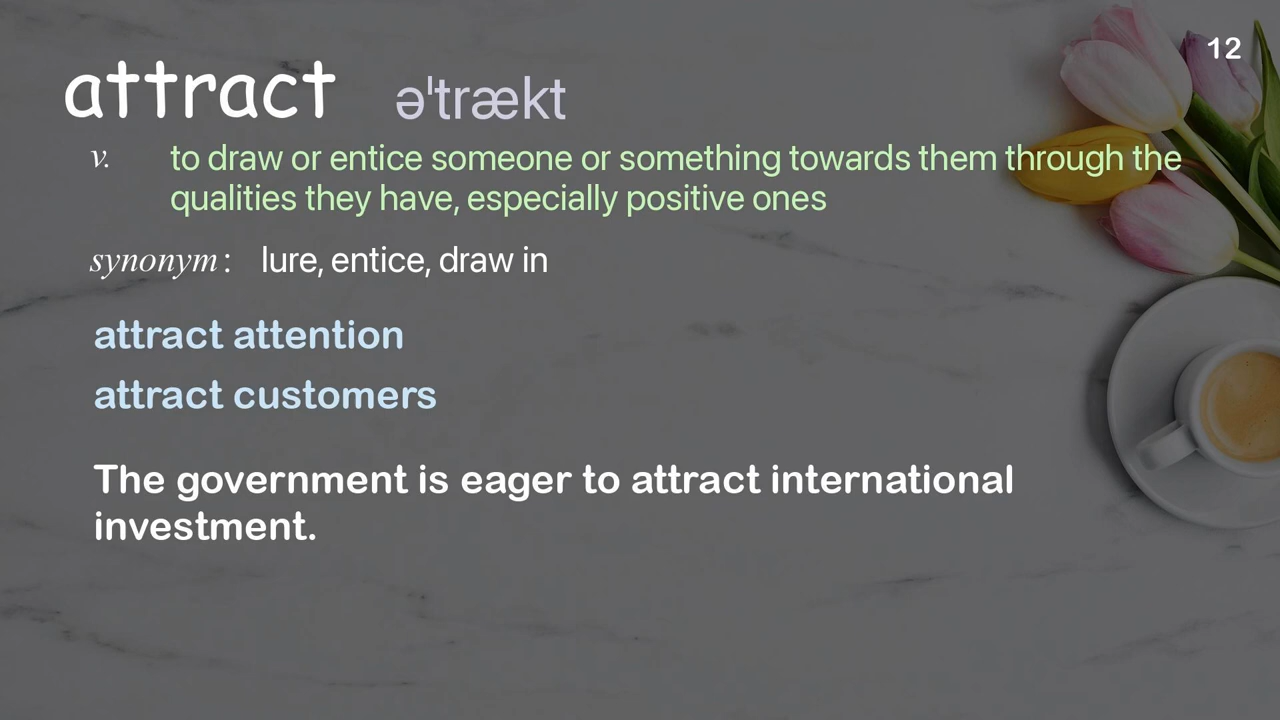 12
attract əˈtrækt
v. to draw or entice someone or something towards them through the
qualities they have, especially positive ones
synonym : lure, entice, draw in
attract attention
attract customers
The government is eager to attract international
investment.